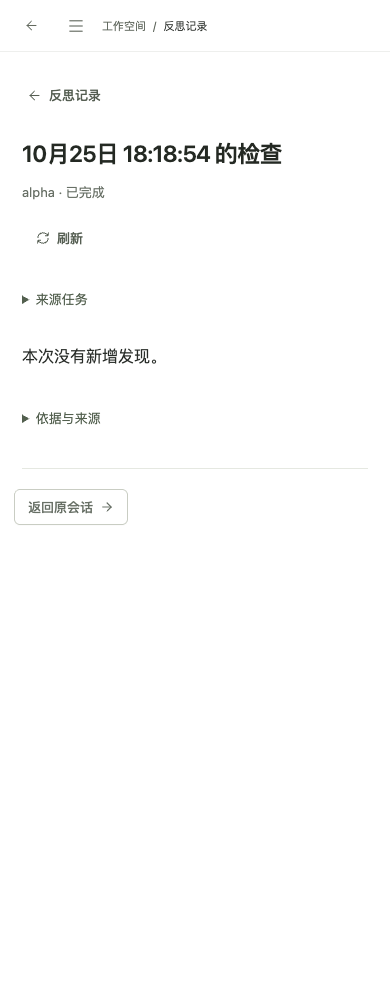 工作空间 / 反思记录
反思记录
10月25日 18:18:54 的检查
alpha · 已完成
刷新
来源任务
本次没有新增发现。
依据与来源
返回原会话